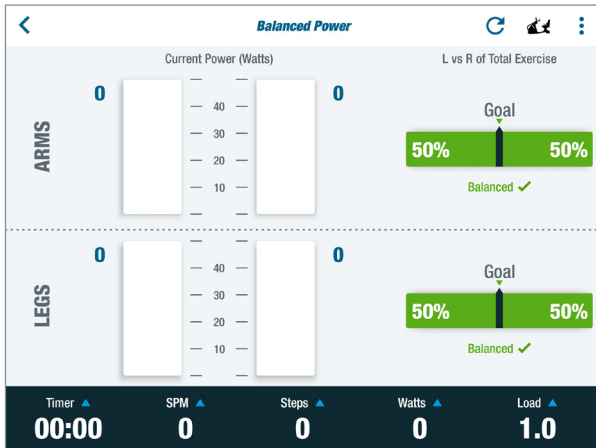 Balanced Power
Current Power (Watts)
L vs R of Total Exercise
ARMS
0
0
40
30
20
10
Goal
50% 50%
Balanced
LEGS
0
0
40
30
20
10
Goal
50% 50%
Balanced
Timer SPM Steps Watts Load
00:00 0 0 0 1.0